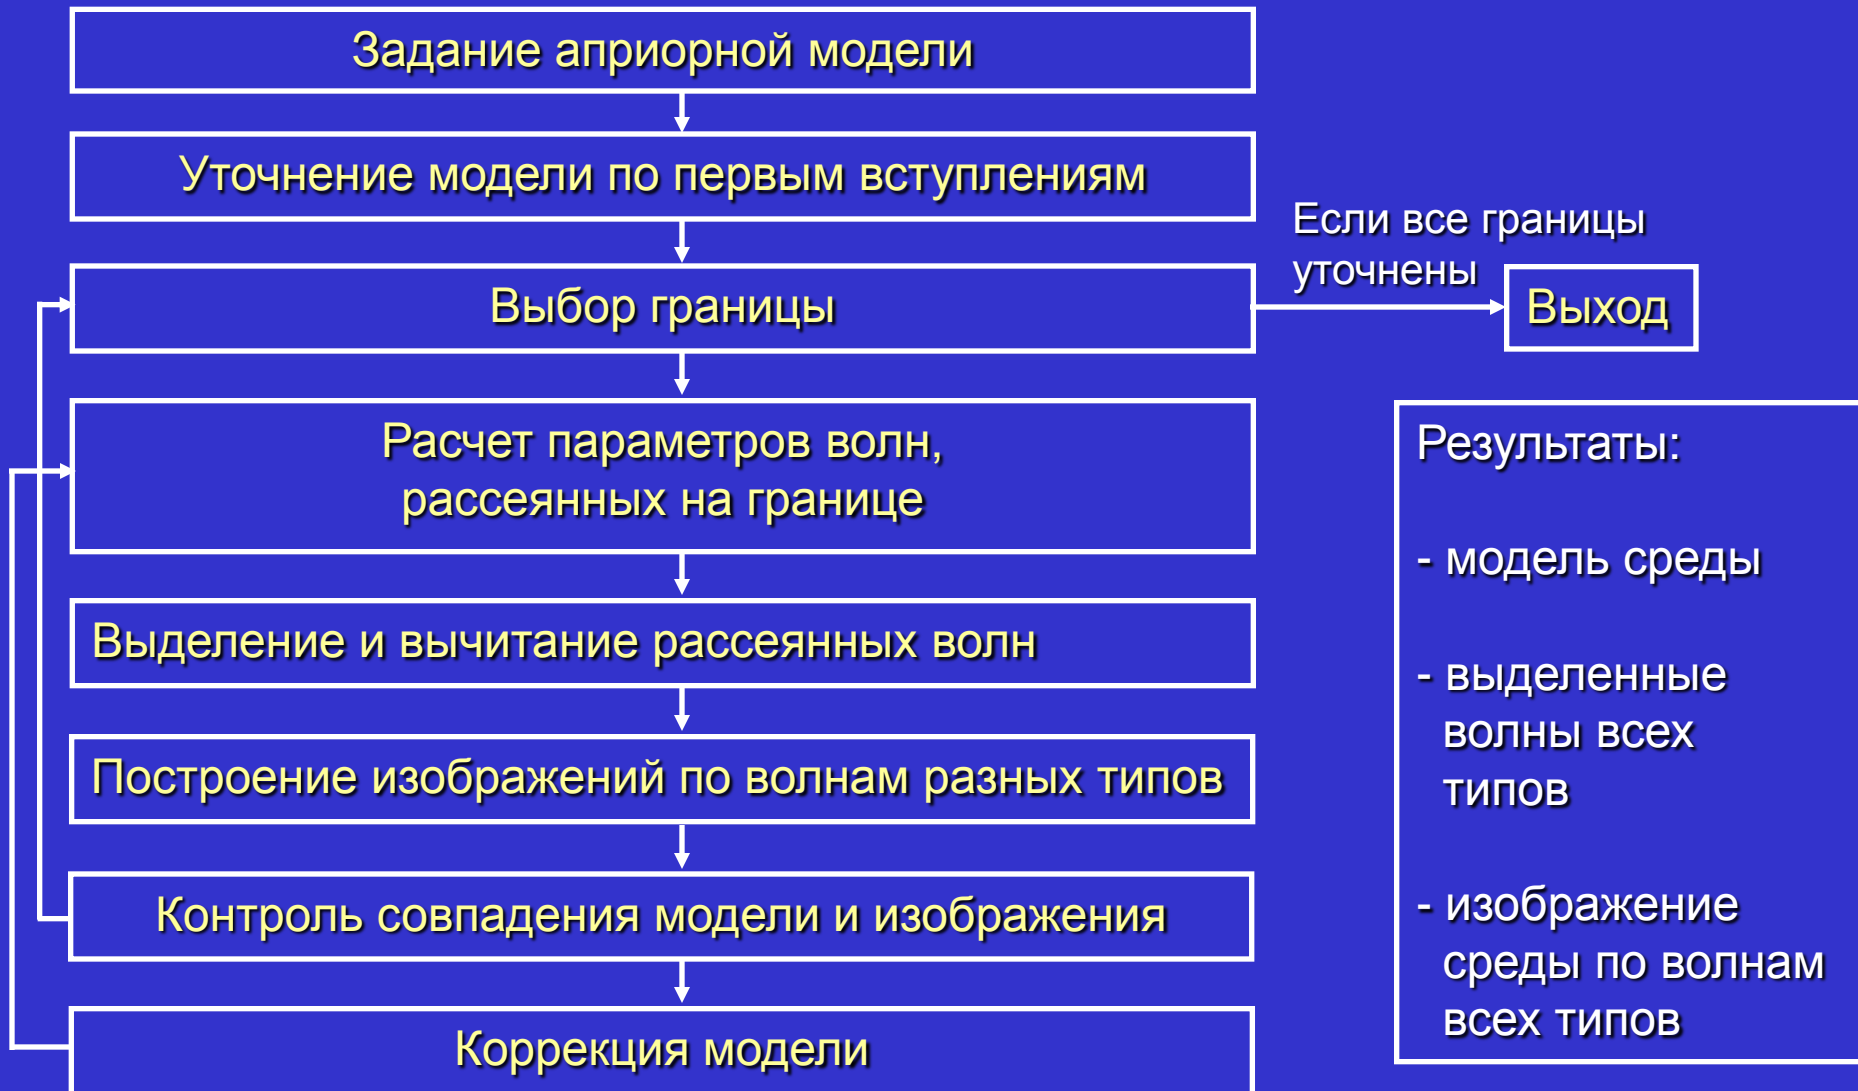 Задание априорной модели
Уточнение модели по первым вступлениям
Если все границы
уточнены
Выбор границы
Выход
Расчет параметров волн,
рассеянных на границе
Выделение и вычитание рассеянных волн
Построение изображений по волнам разных типов
Контроль совпадения модели и изображения
Коррекция модели
Результаты:
- модель среды
- выделенные
волны всех
типов
- изображение
среды по волнам
всех типов